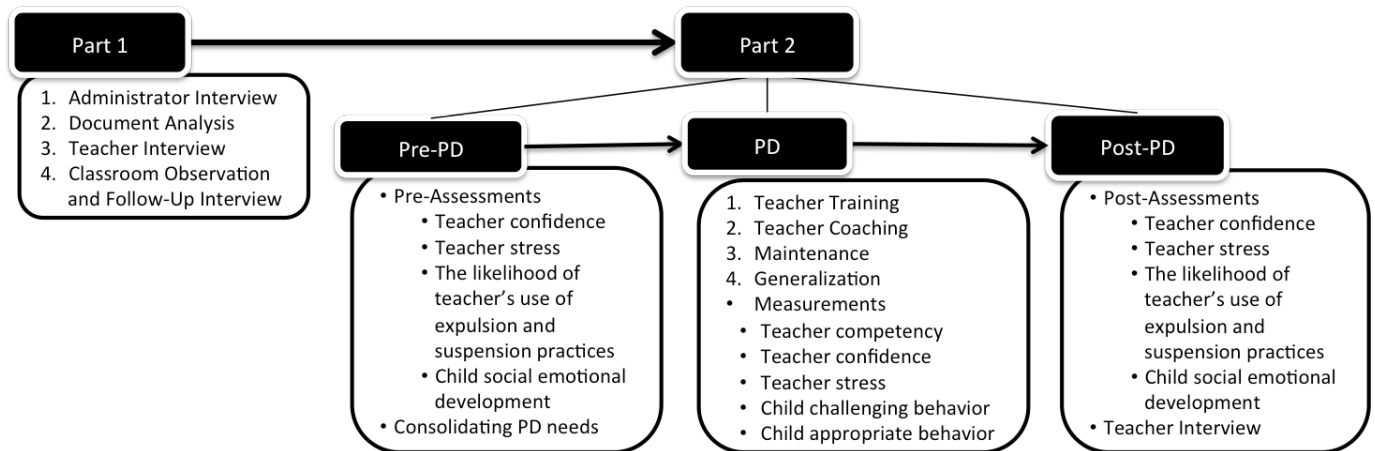 Part 1
Part 2
1. Administrator Interview
2. Document Analysis
3. Teacher Interview
4. Classroom Observation
and Follow-Up Interview
Pre-PD
PD
Post-PD
• Pre-Assessments
• Teacher confidence
• Teacher stress
• The likelihood of
teacher's use of
expulsion and
suspension practices
• Child social emotional
development
• Consolidating PD needs
1. Teacher Training
2. Teacher Coaching
3. Maintenance
4. Generalization
• Measurements
• Teacher competency
• Teacher confidence
• Teacher stress
• Child challenging behavior
• Child appropriate behavior
• Post-Assessments
• Teacher confidence
• Teacher stress
• The likelihood of
teacher's use of
expulsion and
suspension practices
• Child social emotional
development
• Teacher Interview